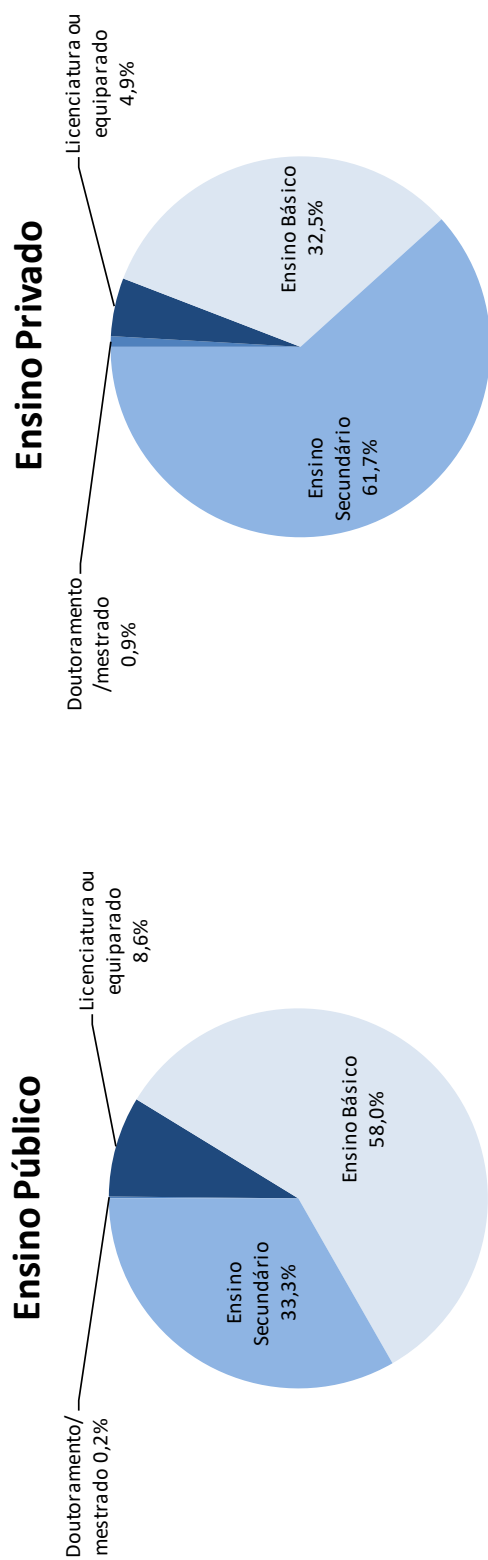 Ensino Público
Doutoramento/
mestrado 0,2%
Licenciatura ou
equiparado
8,6%
Ensino
Secundário
33,3%
Ensino Básico
58,0%
Ensino Privado
Doutoramento
/mestrado
0,9%
Licenciatura ou
equiparado
4,9%
Ensino Básico
32,5%
Ensino
Secundário
61,7%